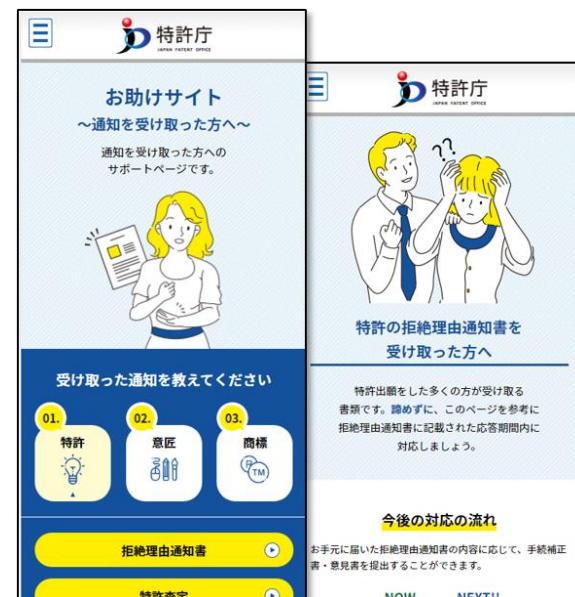 特許庁
JAPAN PATENT OFFICE
お助けサイト
～通知を受け取った方へ～
通知を受け取った方への
サポートページです。
受け取った通知を教えてください
01.
特許
02.
意匠
03.
商標
R
TM
拒絶理由通知書
特許査定
特許庁
JAPAN PATENT OFFICE
??
特許の拒絶理由通知書を
受け取った方へ
特許出願をした多くの方が受け取る
書類です。諦めずに、このページを参考に
拒絶理由通知書に記載された応答期間内に
対応しましょう。
今後の対応の流れ
お手元に届いた拒絶理由通知書の内容に応じて、手続補正
書・意見書を提出することができます。
NOW
NEXT!!